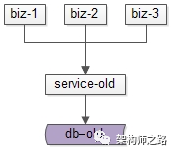 biz-1 biz-2 biz-3
service-old
db-old
架构师之路